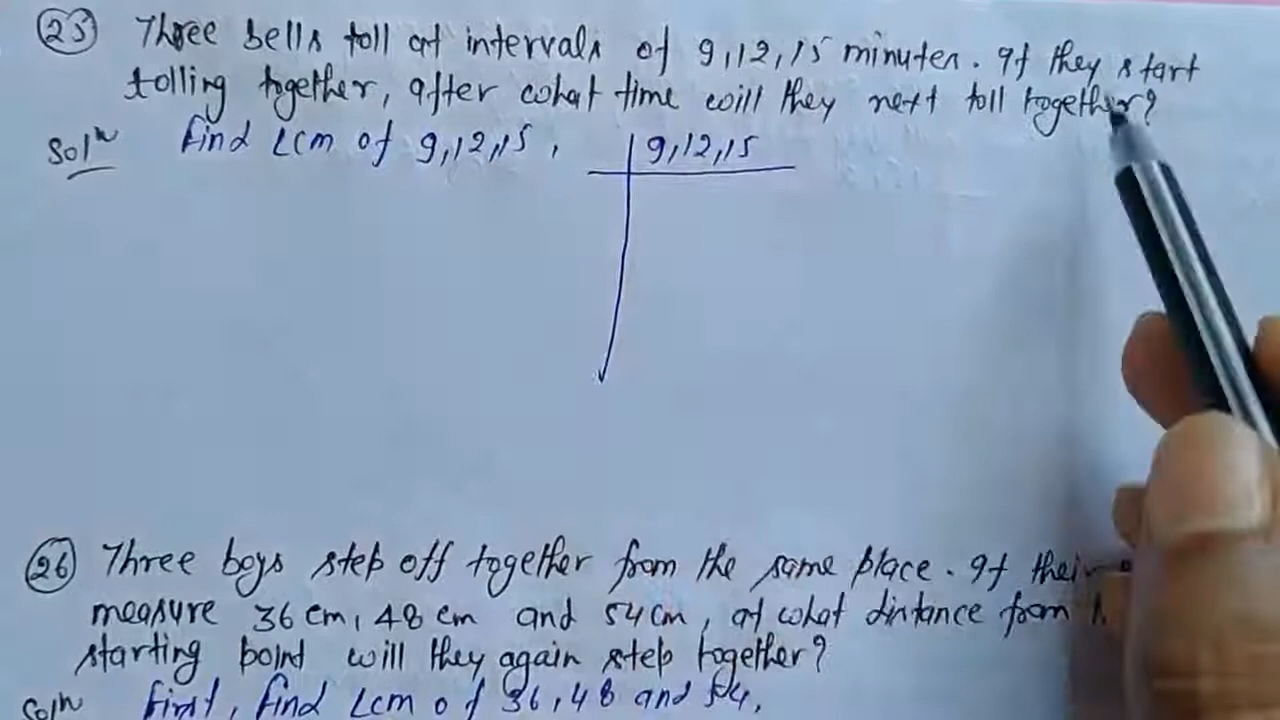 25 Three bells toll at intervals of 9,12,15 minutes. If they start
tolling together, after what time will they next toll together?
Solⁿ find LCM of 9,12,15, 9,12,15
26 Three boys step off together from the same place. If their
measure 36 cm, 48 cm and 54 cm, at what distance from
starting point will they again step together?
Solⁿ First, find LCM of 36, 48 and 54,